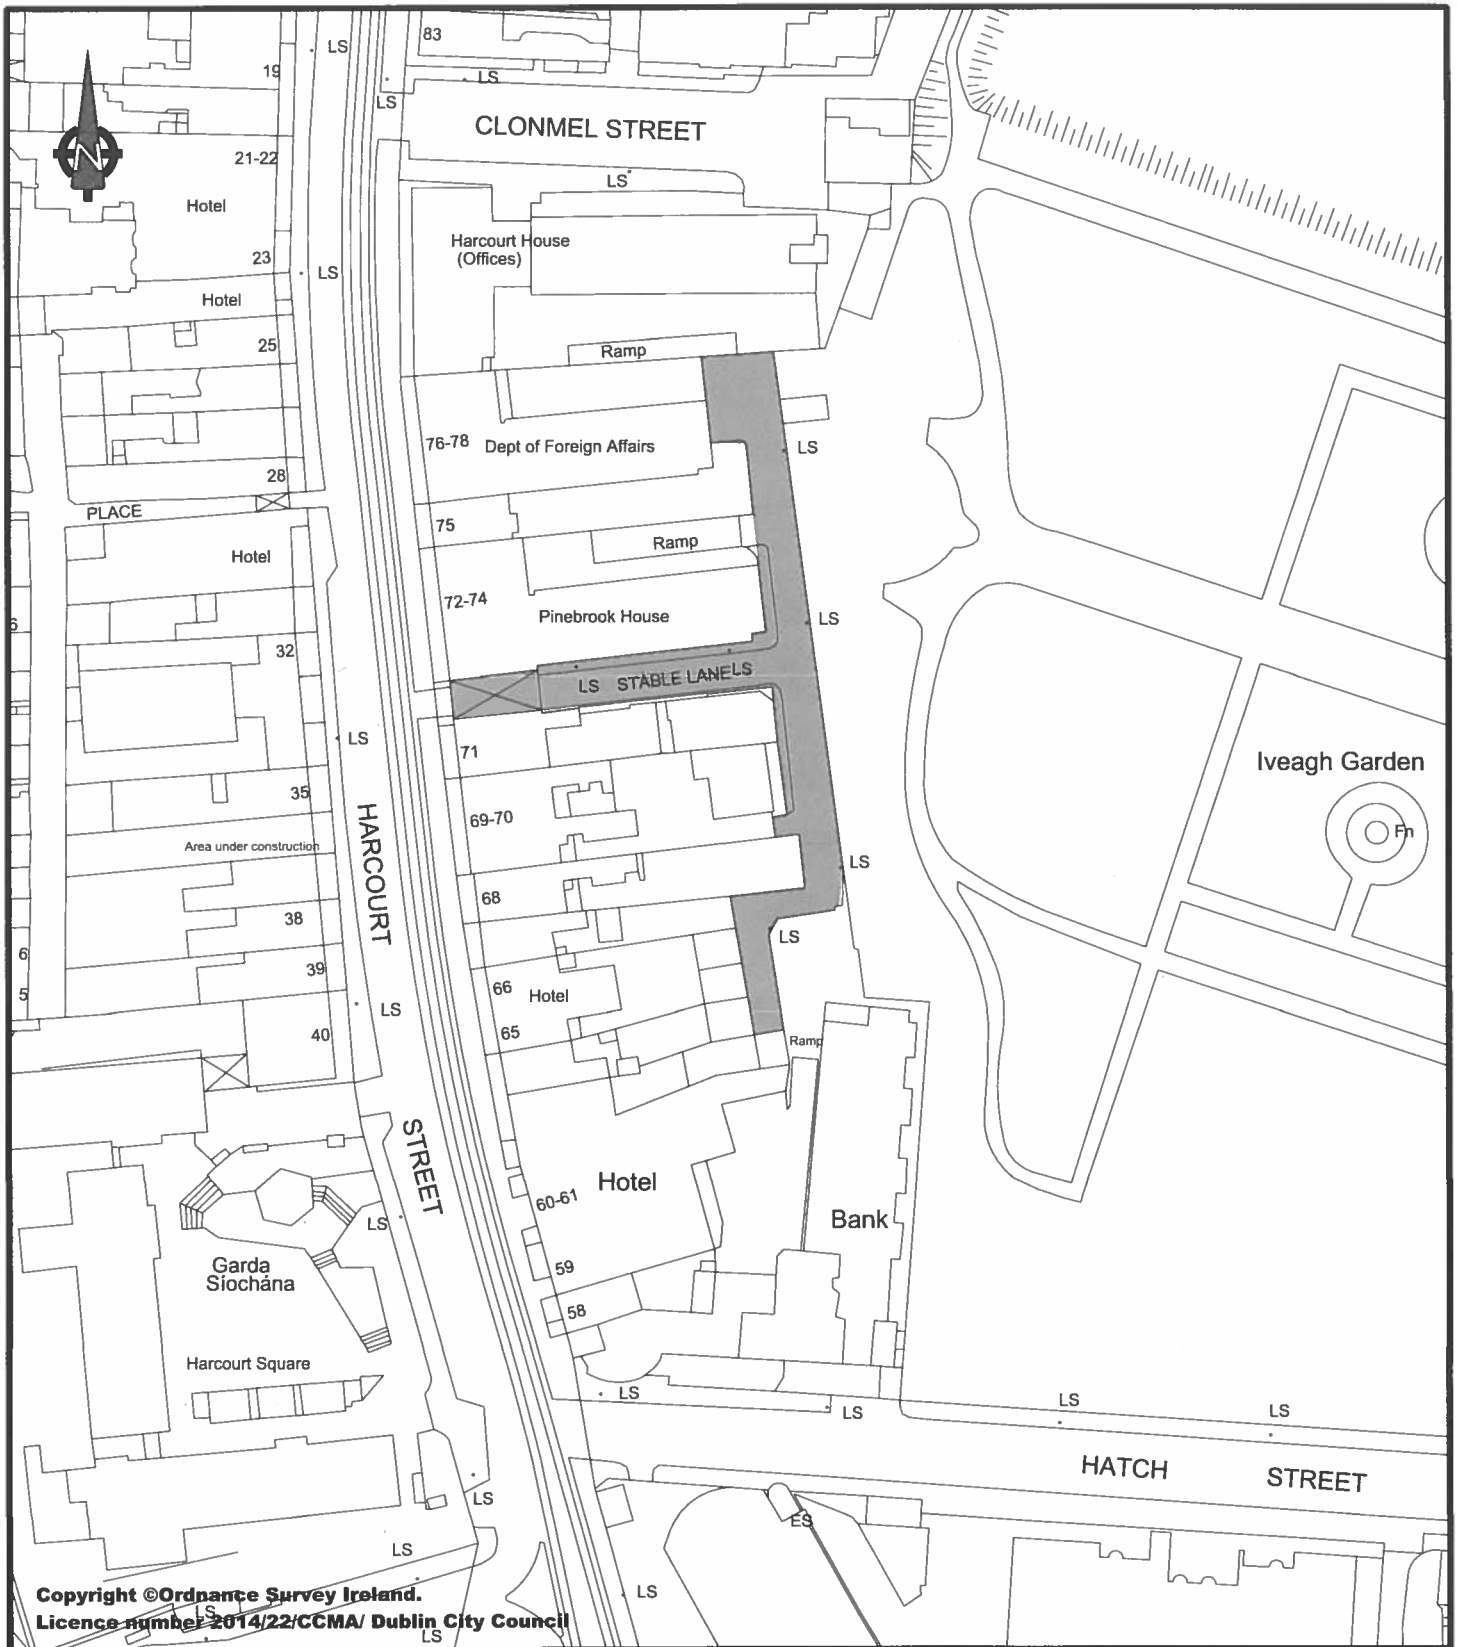 83
LS
19
LS
LS
CLONMEL STREET
N
21-22
LS
Hotel
Harcourt House
(Offices)
23
LS
Hotel
25
Ramp
76-78
Dept of Foreign Affairs
LS
28
PLACE
75
Hotel
Ramp
72-74
Pinebrook House
LS
6
32
LS
STABLE LANE
LS
LS
71
Iveagh Garden
35
69-70
Fn
HARCOURT
Area under construction
LS
68
38
LS
6
39
66
Hotel
5
LS
40
65
Ramp
STREET
Hotel
60-61
LS
Bank
Garda
Síochána
59
58
Harcourt Square
LS
LS
LS
LS
HATCH STREET
LS
ES
LS
LS
Copyright ©Ordnance Survey Ireland.
LS
Licence number 2014/22/CCMA/ Dublin City Council
LS